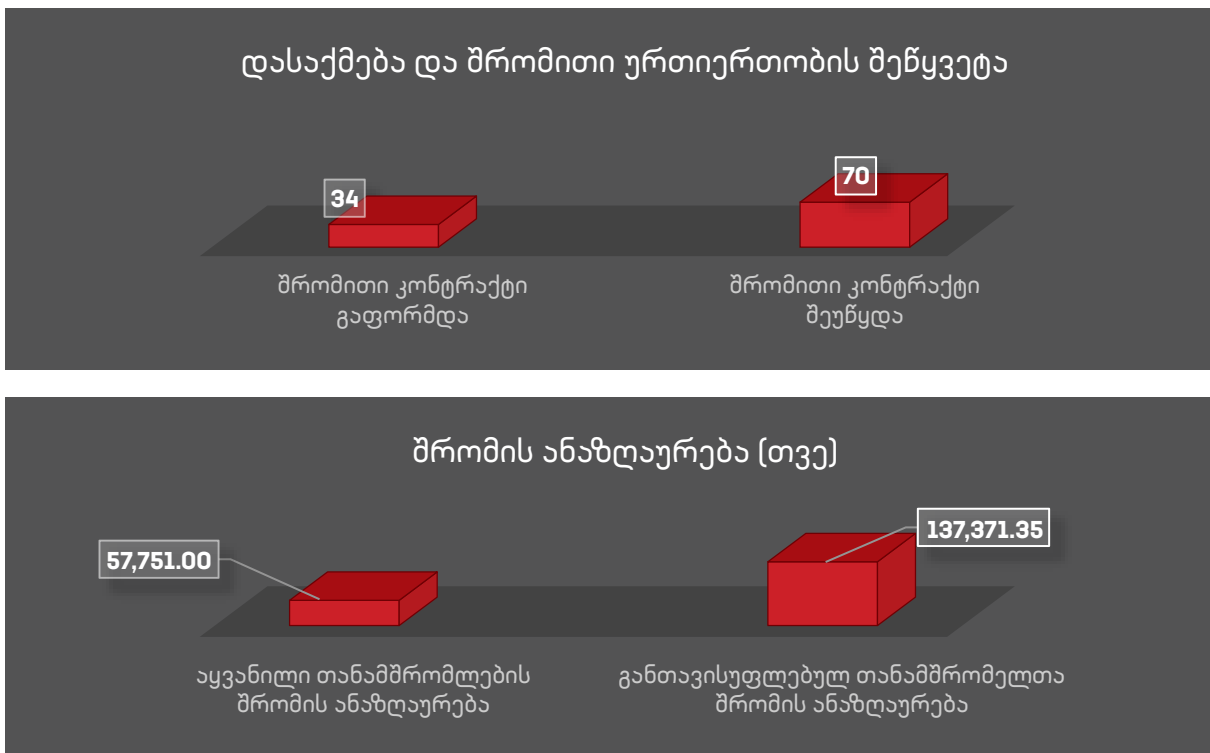 დასაქმება და შრომითი ურთიერთობის შეწყვეტა
34
70
შრომითი კონტრაქტი
გაფორმდა
შრომითი კონტრაქტი
შეუწყდა
შრომის ანაზღაურება (თვე)
57,751.00
137,371.35
აყვანილი თანამშრომლების
შრომის ანაზღაურება
განთავისუფლებულ თანამშრომელთა
შრომის ანაზღაურება